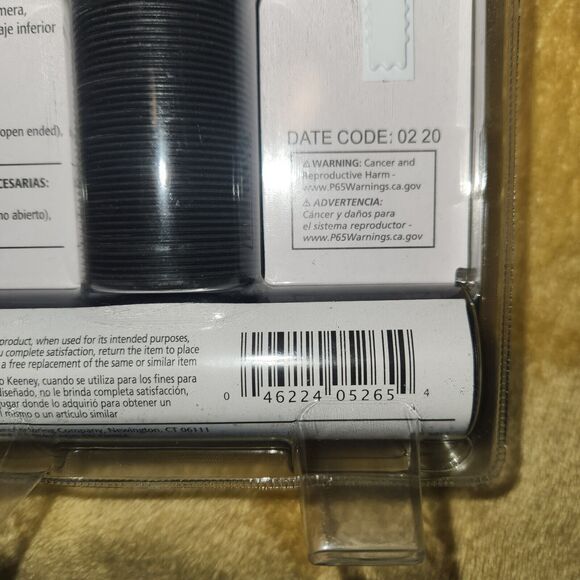 mera,
aje inferior
open ended),
CESARIAS:
no abierto),
DATE CODE: 02 20
⚠ WARNING: Cancer and
Reproductive Harm -
www.P65Warnings.ca.gov
⚠ ADVERTENCIA:
Cáncer y daños para
el sistema reproductor -
www.P65Warnings.ca.gov
product, when used for its intended purposes,
u complete satisfaction, return the item to place
a free replacement of the same or similar item
o Keeney, cuando se utiliza para los fines para
diseñado, no le brinda completa satisfacción,
ugar donde lo adquirió para obtener un
l mismo o un artículo similar
Company, Newington, CT 06111
0 46224 05265 4